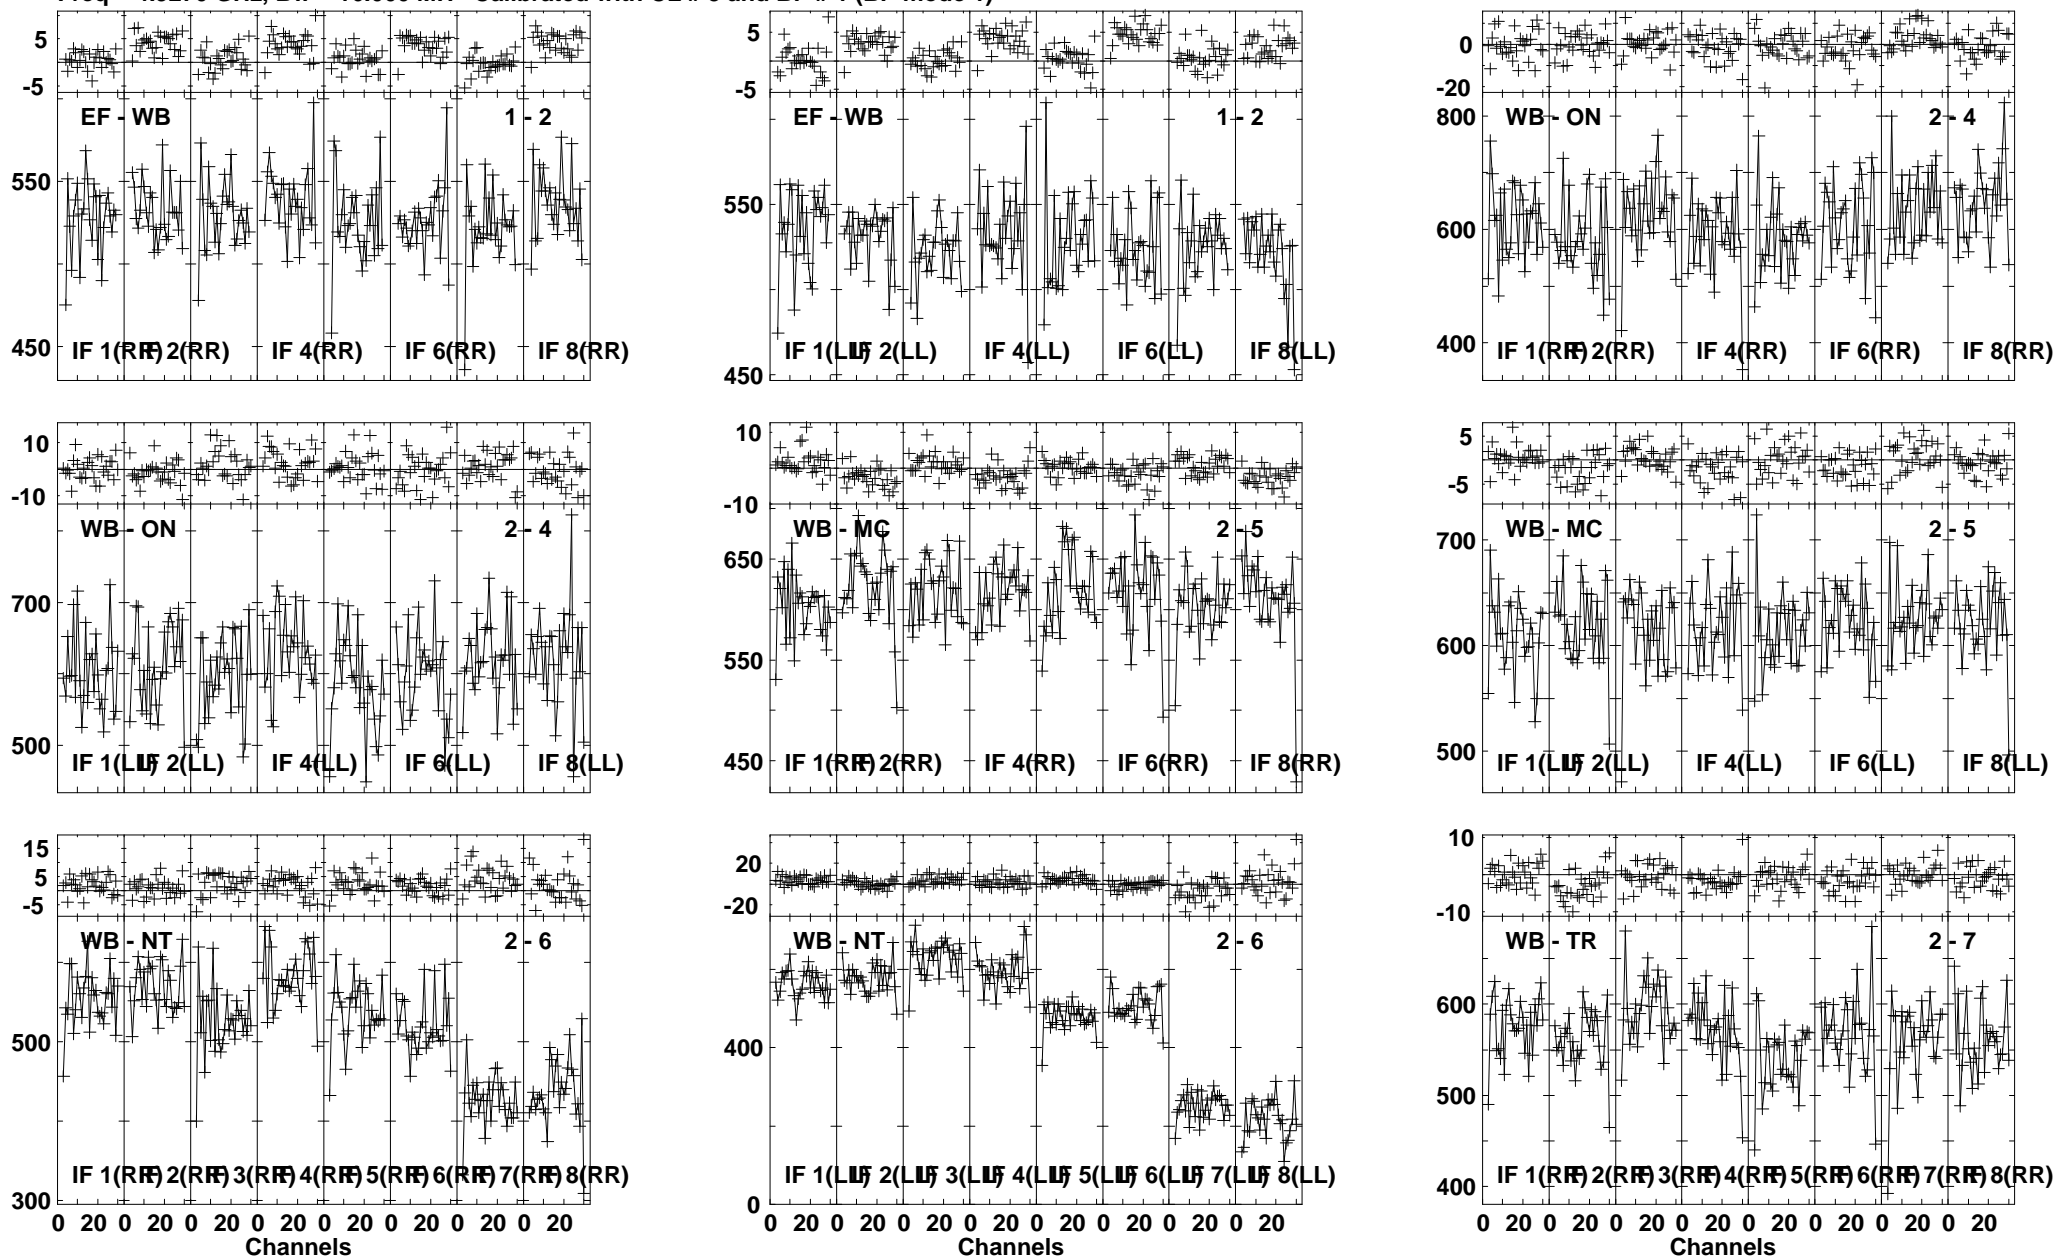 5
-5
EF - WB
1 - 2
550
450
IF 1(RR)
IF 2(RR)
IF 4(RR)
IF 6(RR)
IF 8(RR)
5
-5
EF - WB
1 - 2
550
450
IF 1(LL)
IF 2(LL)
IF 4(LL)
IF 6(LL)
IF 8(LL)
0
-20
800
WB - ON
2 - 4
600
400
IF 1(RR)
IF 2(RR)
IF 4(RR)
IF 6(RR)
IF 8(RR)
10
-10
WB - ON
2 - 4
700
500
IF 1(LL)
IF 2(LL)
IF 4(LL)
IF 6(LL)
IF 8(LL)
10
-10
WB - MC
2 - 5
650
550
450
IF 1(RR)
IF 2(RR)
IF 4(RR)
IF 6(RR)
IF 8(RR)
5
-5
WB - MC
2 - 5
700
600
500
IF 1(LL)
IF 2(LL)
IF 4(LL)
IF 6(LL)
IF 8(LL)
15
5
-5
WB - NT
2 - 6
500
300
IF 1(RR)
IF 2(RR)
IF 3(RR)
IF 4(RR)
IF 5(RR)
IF 6(RR)
IF 7(RR)
IF 8(RR)
0 20 0 20 0 20 0 20 0 20 0 20 0 20 0 20
Channels
20
-20
WB - NT
2 - 6
400
0
IF 1(LL)
IF 2(LL)
IF 3(LL)
IF 4(LL)
IF 5(LL)
IF 6(LL)
IF 7(LL)
IF 8(LL)
0 20 0 20 0 20 0 20 0 20 0 20 0 20 0 20
Channels
10
-10
WB - TR
2 - 7
600
500
400
IF 1(RR)
IF 2(RR)
IF 3(RR)
IF 4(RR)
IF 5(RR)
IF 6(RR)
IF 7(RR)
IF 8(RR)
0 20 0 20 0 20 0 20 0 20 0 20 0 20 0 20
Channels